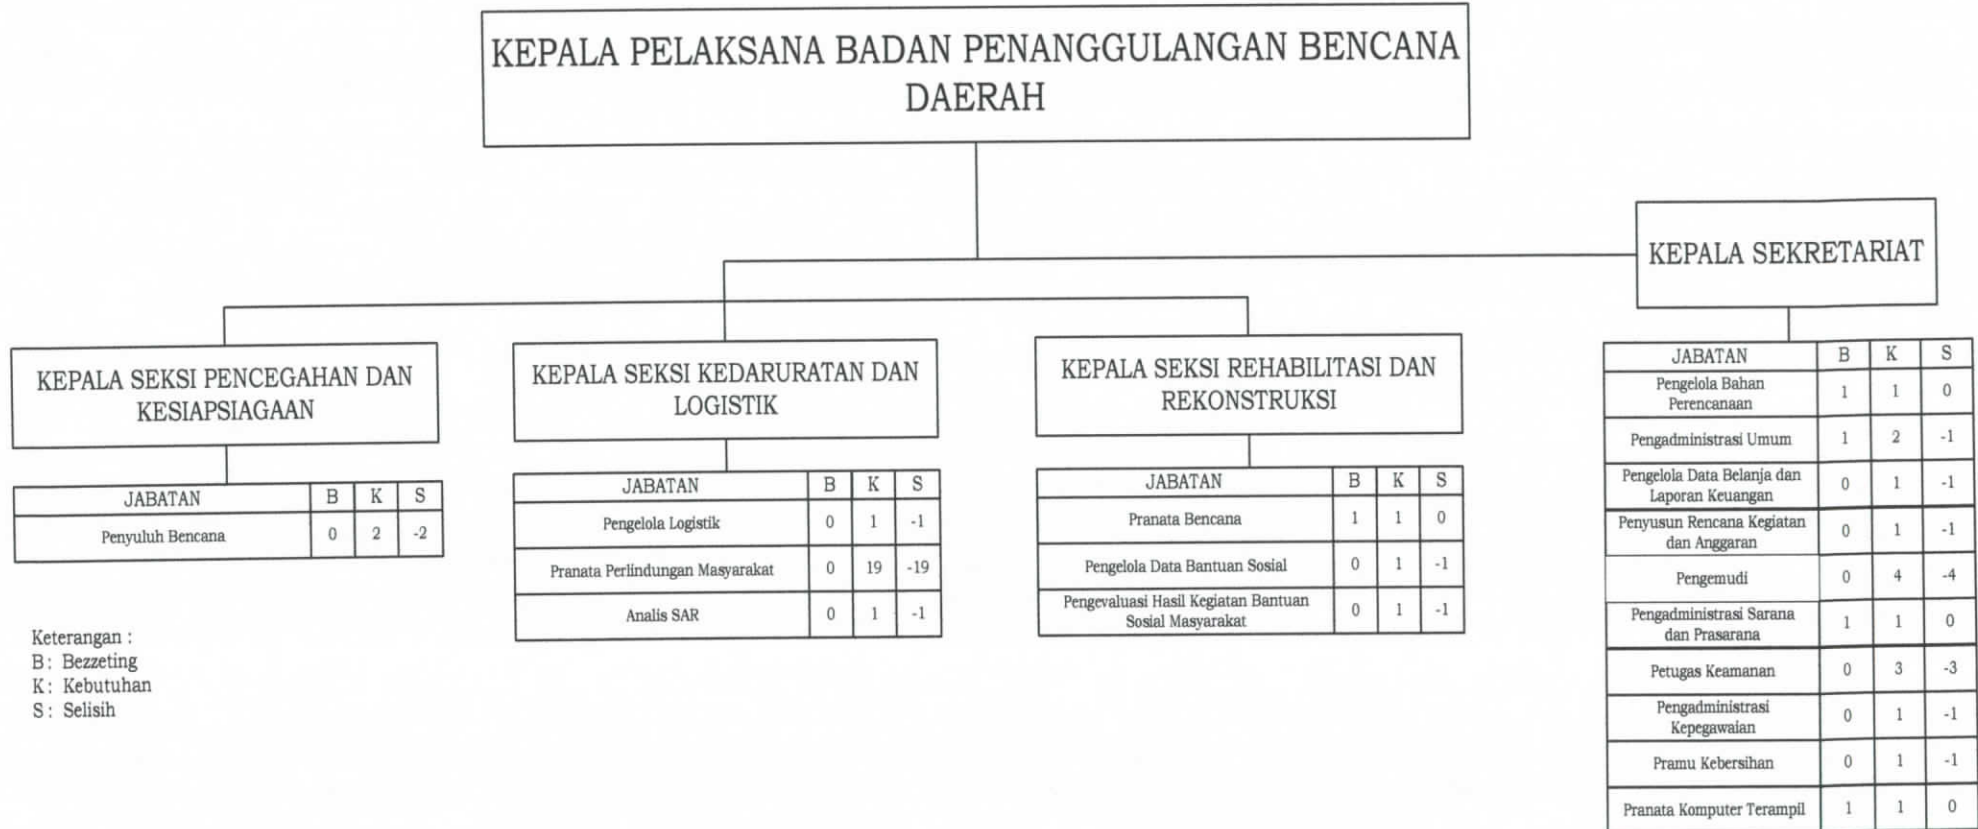 KEPALA PELAKSANA BADAN PENANGGULANGAN BENCANA
DAERAH
KEPALA SEKRETARIAT
KEPALA SEKSI PENCEGAHAN DAN
KESIAPSIAGAAN
JABATAN B K S
Penyuluh Bencana 0 2 -2
KEPALA SEKSI KEDARURATAN DAN
LOGISTIK
JABATAN B K S
Pengelola Logistik 0 1 -1
Pranata Perlindungan Masyarakat 0 19 -19
Analis SAR 0 1 -1
KEPALA SEKSI REHABILITASI DAN
REKONSTRUKSI
JABATAN B K S
Pranata Bencana 1 1 0
Pengelola Data Bantuan Sosial 0 1 -1
Pengevaluasi Hasil Kegiatan Bantuan
Sosial Masyarakat 0 1 -1
JABATAN B K S
Pengelola Bahan
Perencanaan 1 1 0
Pengadministrasi Umum 1 2 -1
Pengelola Data Belanja dan
Laporan Keuangan 0 1 -1
Penyusun Rencana Kegiatan
dan Anggaran 0 1 -1
Pengemudi 0 4 -4
Pengadministrasi Sarana
dan Prasarana 1 1 0
Petugas Keamanan 0 3 -3
Pengadministrasi
Kepegawaian 0 1 -1
Pramu Kebersihan 0 1 -1
Pranata Komputer Terampil 1 1 0
Keterangan :
B : Bezzeting
K : Kebutuhan
S : Selisih